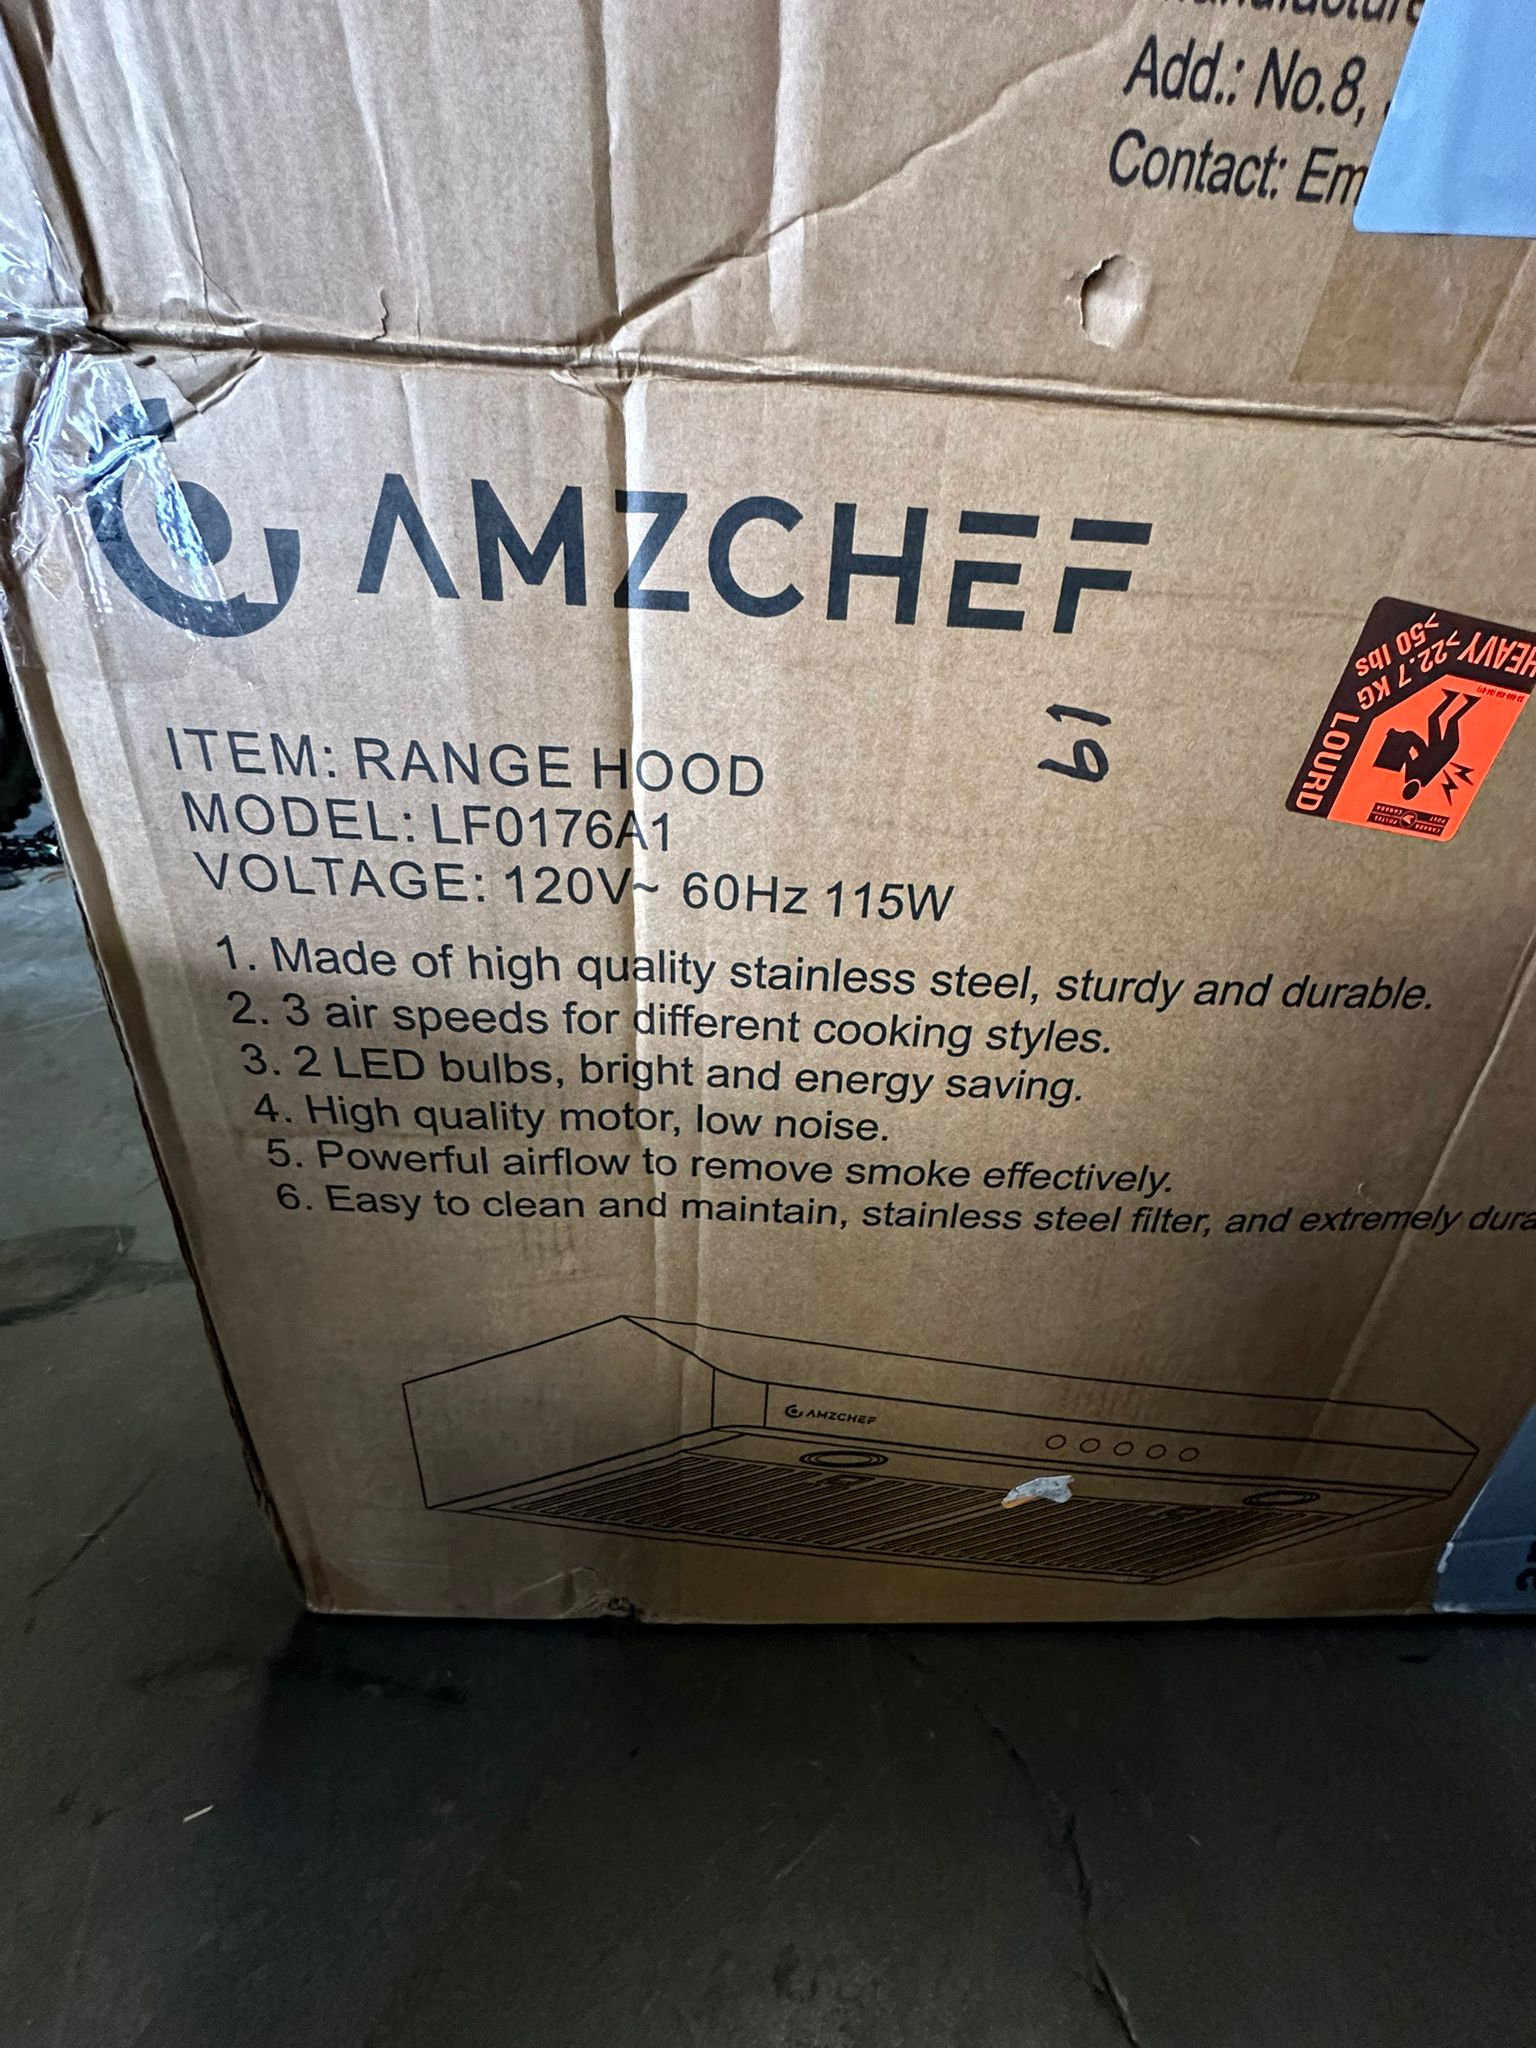 Add.: No.8,
Contact: Em
AMZCHEF
ITEM: RANGE HOOD
MODEL: LF0176A1
VOLTAGE: 120V~ 60Hz 115W
1. Made of high quality stainless steel, sturdy and durable.
2. 3 air speeds for different cooking styles.
3. 2 LED bulbs, bright and energy saving.
4. High quality motor, low noise.
5. Powerful airflow to remove smoke effectively.
6. Easy to clean and maintain, stainless steel filter, and extremely dura
HEAVY >22.7 KG LOURD
>50 lbs
AMZCHEF